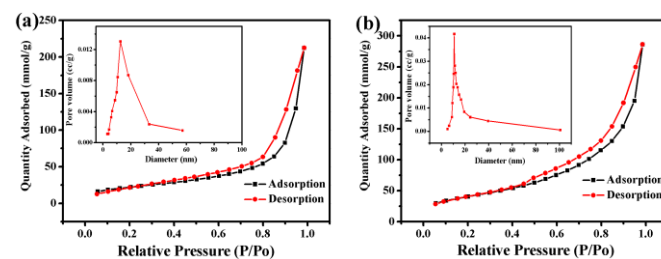 (a)
250
200
150
100
50
0
Quantity Adsorbed (mmol/g)
0.0 0.2 0.4 0.6 0.8 1.0
Relative Pressure (P/Po)
Adsorption
Desorption
0.012
0.008
0.004
0.000
Pore volume (cc/g)
0 20 40 60 80 100
Diameter (nm)
(b)
300
250
200
150
100
50
0
Quantity Adsorbed (mmol/g)
0.0 0.2 0.4 0.6 0.8 1.0
Relative Pressure (P/Po)
Adsorption
Desorption
0.04
0.03
0.02
0.01
0.00
Pore volume (cc/g)
0 20 40 60 80 100
Diameter (nm)